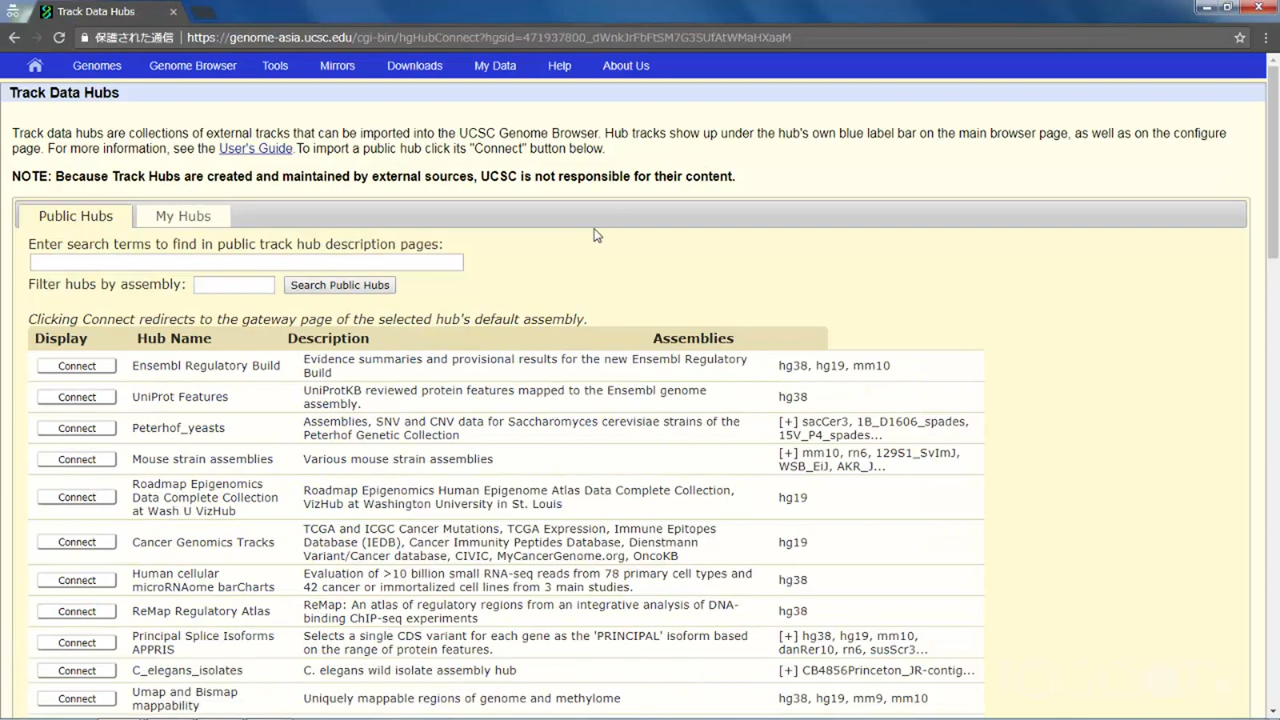 Track Data Hubs
保護された通信 https://genome-asia.ucsc.edu/cgi-bin/hgHubConnect?hgsid=471937800_dWnkJrFbFtSM7G3SUfAtWMaHXaaM
Genomes Genome Browser Tools Mirrors Downloads My Data Help About Us
Track Data Hubs
Track data hubs are collections of external tracks that can be imported into the UCSC Genome Browser. Hub tracks show up under the hub's own blue label bar on the main browser page, as well as on the configure
page. For more information, see the User's Guide.To import a public hub click its "Connect" button below.
NOTE: Because Track Hubs are created and maintained by external sources, UCSC is not responsible for their content.
Public Hubs My Hubs
Enter search terms to find in public track hub description pages:
Filter hubs by assembly: Search Public Hubs
Clicking Connect redirects to the gateway page of the selected hub's default assembly.
Display Hub Name Description Assemblies
Connect Ensembl Regulatory Build Evidence summaries and provisional results for the new Ensembl Regulatory
Build hg38, hg19, mm10
Connect UniProt Features UniProtKB reviewed protein features mapped to the Ensembl genome
assembly. hg38
Connect Peterhof_yeasts Assemblies, SNV and CNV data for Saccharomyces cerevisiae strains of the
Peterhof Genetic Collection [+] sacCer3, 1B_D1606_spades,
15V_P4_spades...
Connect Mouse strain assemblies Various mouse strain assemblies [+] mm10, rn6, 129S1_SvImJ,
WSB_EiJ, AKR_J...
Roadmap Epigenomics
Data Complete Collection
at Wash U VizHub
Connect Roadmap Epigenomics Human Epigenome Atlas Data Complete Collection,
VizHub at Washington University in St. Louis hg19
Connect Cancer Genomics Tracks TCGA and ICGC Cancer Mutations, TCGA Expression, Immune Epitopes
Database (IEDB), Cancer Immunity Peptides Database, Dienstmann
Variant/Cancer database, CIVIC, MyCancerGenome.org, OncoKB hg19
Connect Human cellular
microRNAome barCharts Evaluation of >10 billion small RNA-seq reads from 78 primary cell types and
42 cancer or immortalized cell lines from 3 main studies. hg38
Connect ReMap Regulatory Atlas ReMap: An atlas of regulatory regions from an integrative analysis of DNA-
binding ChIP-seq experiments hg38
Connect Principal Splice Isoforms
APPRIS Selects a single CDS variant for each gene as the 'PRINCIPAL' isoform based
on the range of protein features. [+] hg38, hg19, mm10,
danRer10, rn6, susScr3...
Connect C_elegans_isolates C. elegans wild isolate assembly hub [+] CB4856Princeton_JR-contig...
Connect Umap and Bismap
mappability Uniquely mappable regions of genome and methylome hg38, hg19, mm9, mm10